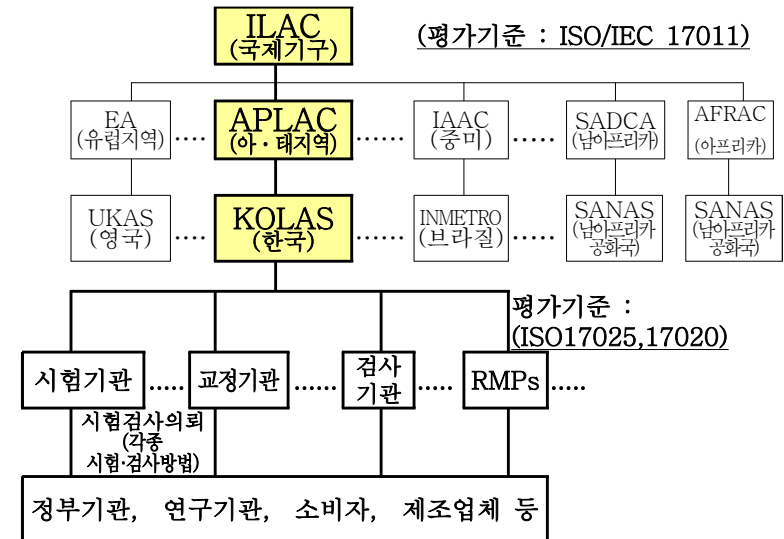 ILAC
(국제기구)
(평가기준 : ISO/IEC 17011)
EA
(유럽지역)
....
APLAC
(아·태지역)
......
IAAC
(중미)
.....
SADCA
(남아프리카)
AFRAC
(아프리카)
UKAS
(영국)
....
KOLAS
(한국)
......
INMETRO
(브라질)
.....
SANAS
(남아프리카
공화국)
SANAS
(남아프리카
공화국)
평가기준 :
(ISO17025,17020)
시험기관
.....
교정기관
......
검사
기관
.....
RMPs
.....
시험검사의뢰
(각종
시험·검사방법)
정부기관, 연구기관, 소비자, 제조업체 등